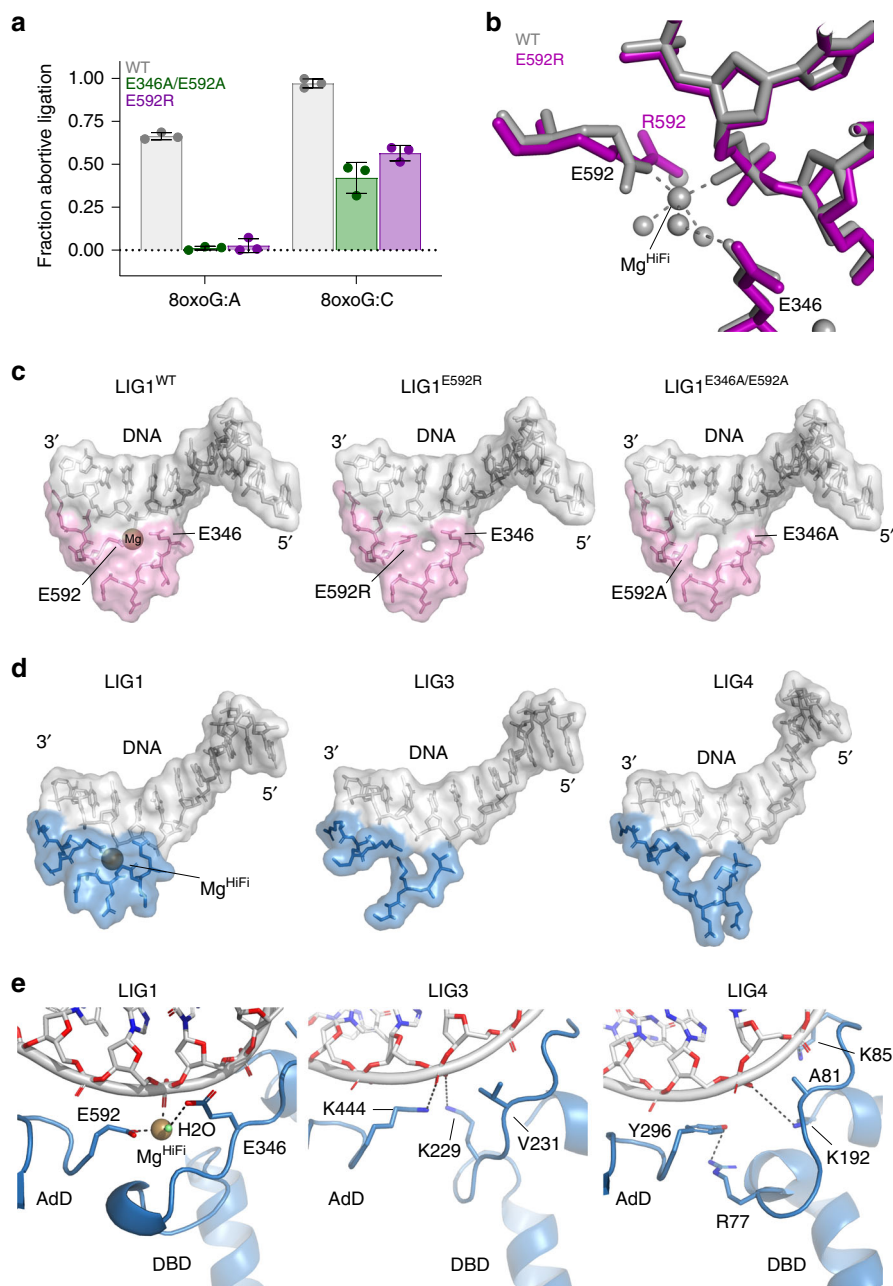 a
WT
E346A/E592A
E592R
1.00
0.75
0.50
0.25
0.00
Fraction abortive ligation
8oxoG:A
8oxoG:C
b
WT
E592R
R592
E592
Mg^HiFi
E346
c
LIG1^WT
3′
DNA
E346
Mg
E592
5′
LIG1^E592R
DNA
E346
E592R
5′
LIG1^E346A/E592A
DNA
E346A
E592A
5′
d
LIG1
3′
DNA
5′
Mg^HiFi
LIG3
3′
DNA
5′
LIG4
3′
DNA
5′
e
LIG1
E592
H2O
Mg^HiFi
E346
AdD
DBD
LIG3
K444
K229
V231
AdD
DBD
LIG4
K85
A81
Y296
K192
AdD
R77
DBD